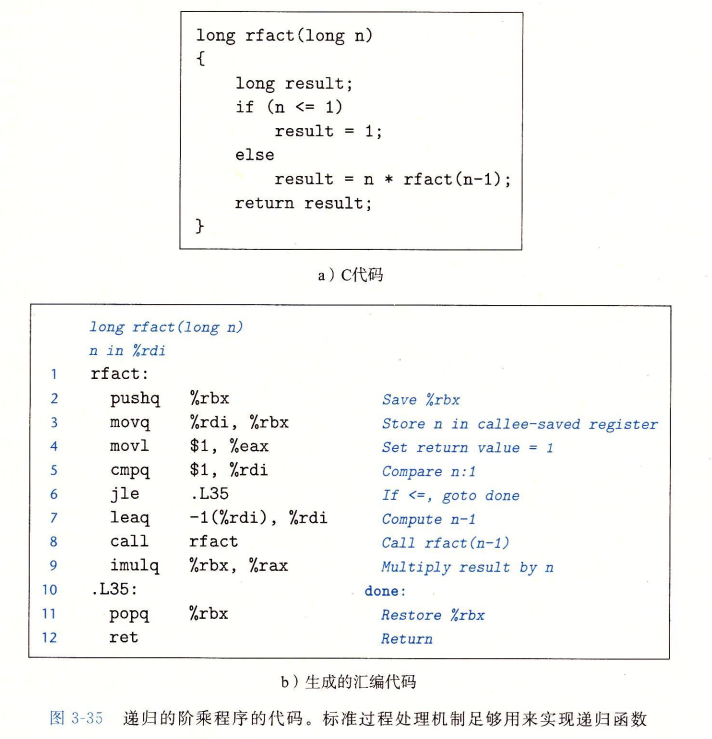 long rfact(long n)
{
    long result;
    if (n <= 1)
        result = 1;
    else
        result = n * rfact(n-1);
    return result;
}
a）C代码
long rfact(long n)
n in %rdi
1 rfact:
2 pushq %rbx Save %rbx
3 movq %rdi, %rbx Store n in callee-saved register
4 movl $1, %eax Set return value = 1
5 cmpq $1, %rdi Compare n:1
6 jle .L35 If <=, goto done
7 leaq -1(%rdi), %rdi Compute n-1
8 call rfact Call rfact(n-1)
9 imulq %rbx, %rax Multiply result by n
10 .L35: done:
11 popq %rbx Restore %rbx
12 ret Return
b）生成的汇编代码
图 3-35 递归的阶乘程序的代码。标准过程处理机制足够用来实现递归函数